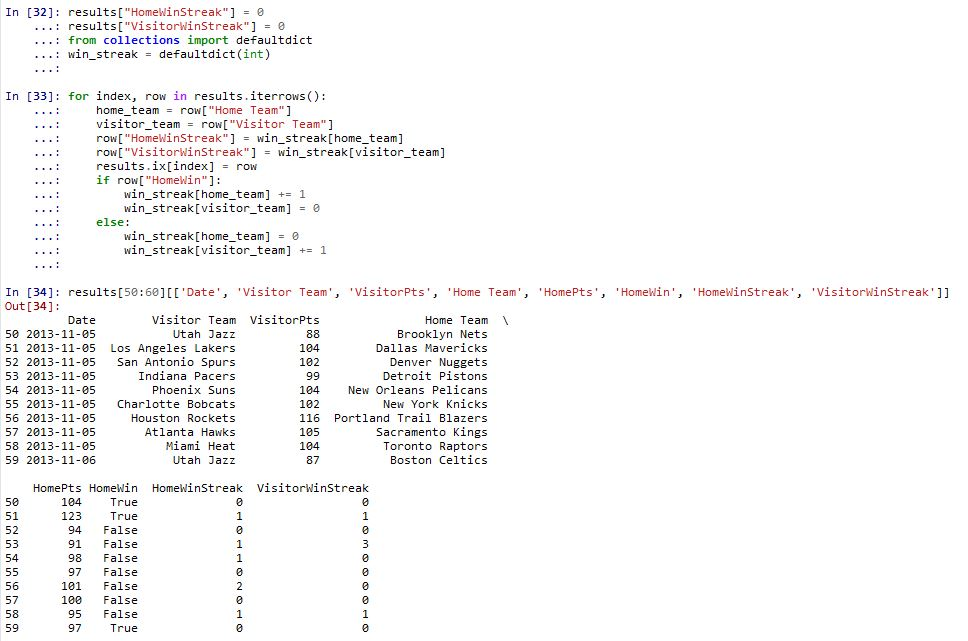 In [32]: results["HomeWinStreak"] = 0
    ...: results["VisitorWinStreak"] = 0
    ...: from collections import defaultdict
    ...: win_streak = defaultdict(int)
    ...:
In [33]: for index, row in results.iterrows():
    ...:     home_team = row["Home Team"]
    ...:     visitor_team = row["Visitor Team"]
    ...:     row["HomeWinStreak"] = win_streak[home_team]
    ...:     row["VisitorWinStreak"] = win_streak[visitor_team]
    ...:     results.ix[index] = row
    ...:     if row["HomeWin"]:
    ...:         win_streak[home_team] += 1
    ...:         win_streak[visitor_team] = 0
    ...:     else:
    ...:         win_streak[home_team] = 0
    ...:         win_streak[visitor_team] += 1
    ...:
In [34]: results[50:60][['Date', 'Visitor Team', 'VisitorPts', 'Home Team', 'HomePts', 'HomeWin', 'HomeWinStreak', 'VisitorWinStreak']]
Out[34]:
         Date        Visitor Team  VisitorPts               Home Team  \
50 2013-11-05           Utah Jazz          88           Brooklyn Nets
51 2013-11-05  Los Angeles Lakers         104        Dallas Mavericks
52 2013-11-05   San Antonio Spurs         102          Denver Nuggets
53 2013-11-05      Indiana Pacers          99         Detroit Pistons
54 2013-11-05        Phoenix Suns         104    New Orleans Pelicans
55 2013-11-05   Charlotte Bobcats         102         New York Knicks
56 2013-11-05     Houston Rockets         116  Portland Trail Blazers
57 2013-11-05       Atlanta Hawks         105        Sacramento Kings
58 2013-11-05          Miami Heat         104         Toronto Raptors
59 2013-11-06           Utah Jazz          87          Boston Celtics
    HomePts HomeWin  HomeWinStreak  VisitorWinStreak
50      104    True              0                 0
51      123    True              1                 1
52       94   False              0                 0
53       91   False              1                 3
54       98   False              1                 0
55       97   False              0                 0
56      101   False              2                 0
57      100   False              0                 0
58       95   False              1                 1
59       97    True              0                 0